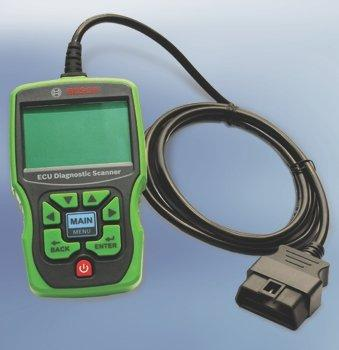 BOSCH
ECU Diagnostic Scanner
MAIN
MENU
BACK
ENTER